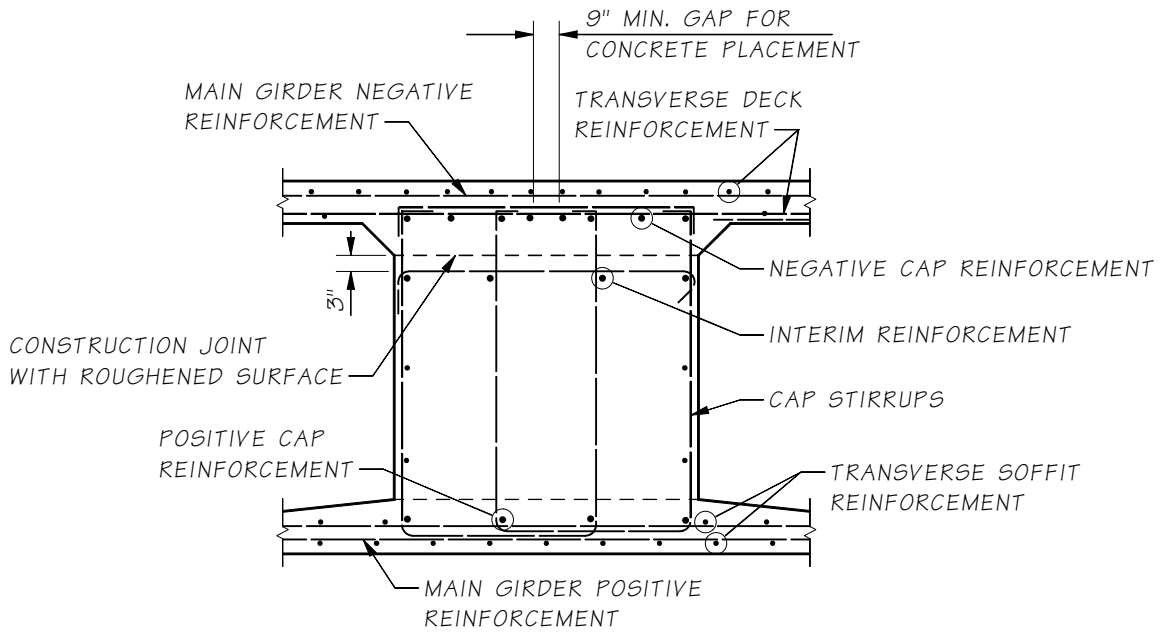 9" MIN. GAP FOR
CONCRETE PLACEMENT
MAIN GIRDER NEGATIVE
REINFORCEMENT
TRANSVERSE DECK
REINFORCEMENT
NEGATIVE CAP REINFORCEMENT
3"
INTERIM REINFORCEMENT
CONSTRUCTION JOINT
WITH ROUGHENED SURFACE
CAP STIRRUPS
POSITIVE CAP
REINFORCEMENT
TRANSVERSE SOFFIT
REINFORCEMENT
MAIN GIRDER POSITIVE
REINFORCEMENT